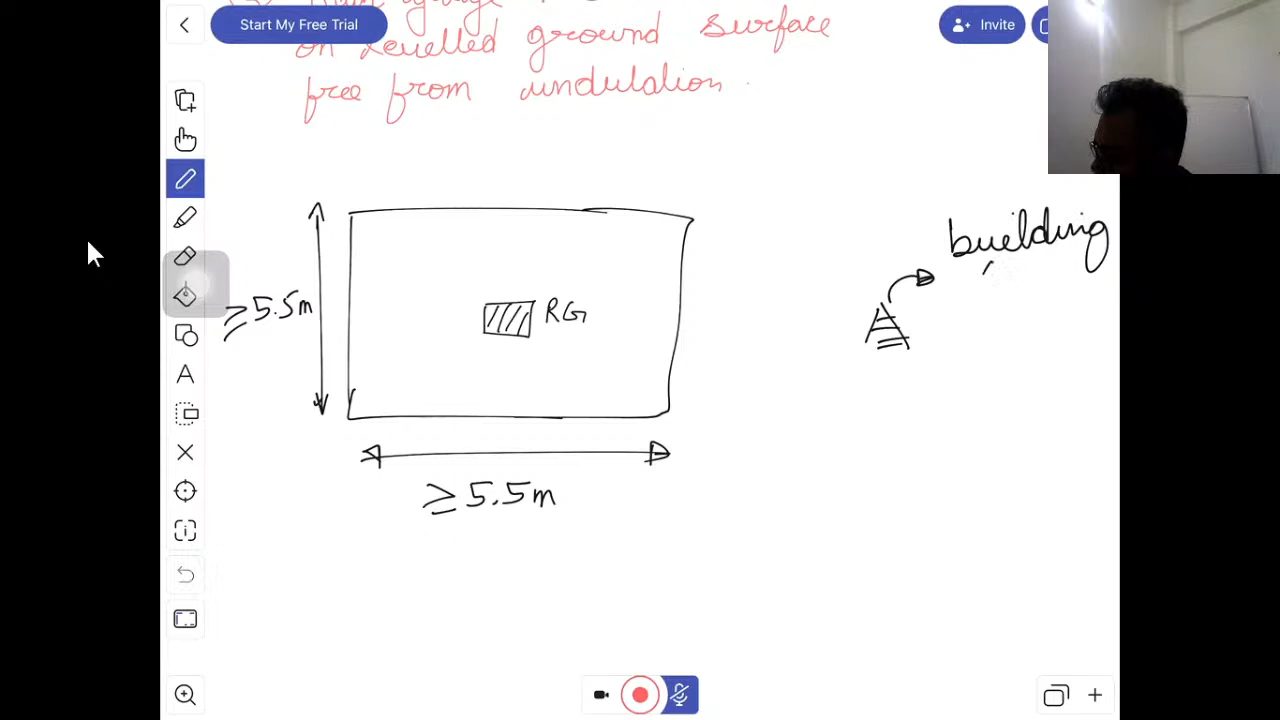 Start My Free Trial
Invite
on levelled ground surface
free from undulation.
building
≥5.5m
RG
≥5.5m